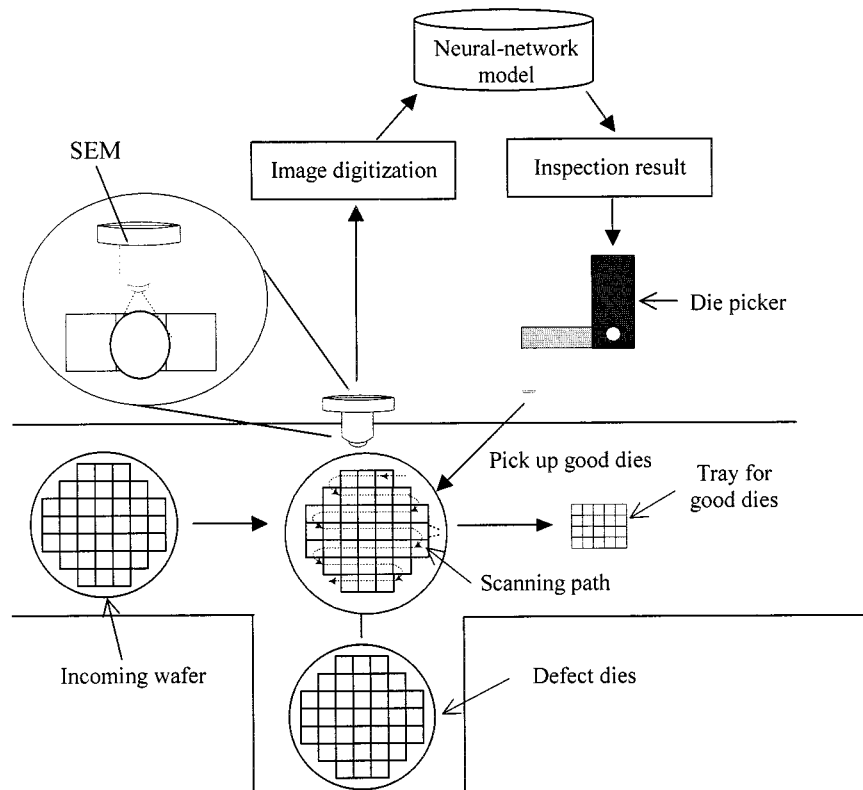 Neural-network
model
SEM
Image digitization
Inspection result
Die picker
Pick up good dies
Tray for
good dies
Scanning path
Incoming wafer
Defect dies